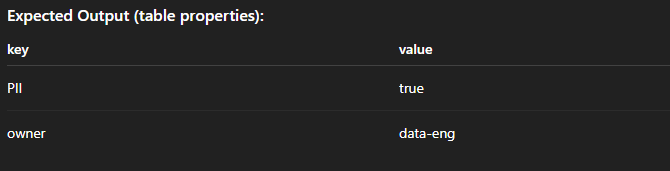 Expected Output (table properties):
key value
PII true
owner data-eng